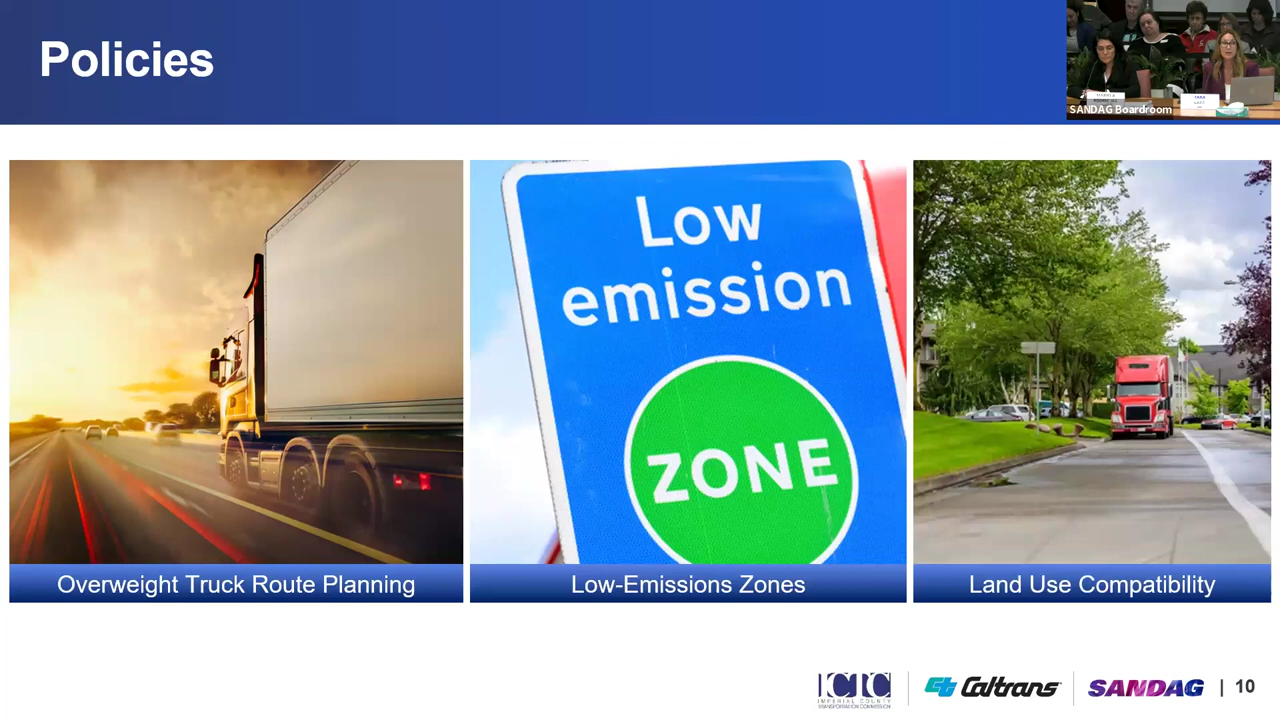 Policies
SANDAG Boardroom
Low
emission
ZONE
Overweight Truck Route Planning
Low-Emissions Zones
Land Use Compatibility
ICTC
IMPERIAL COUNTY
TRANSPORTATION COMMISSION
Caltrans
SANDAG
| 10